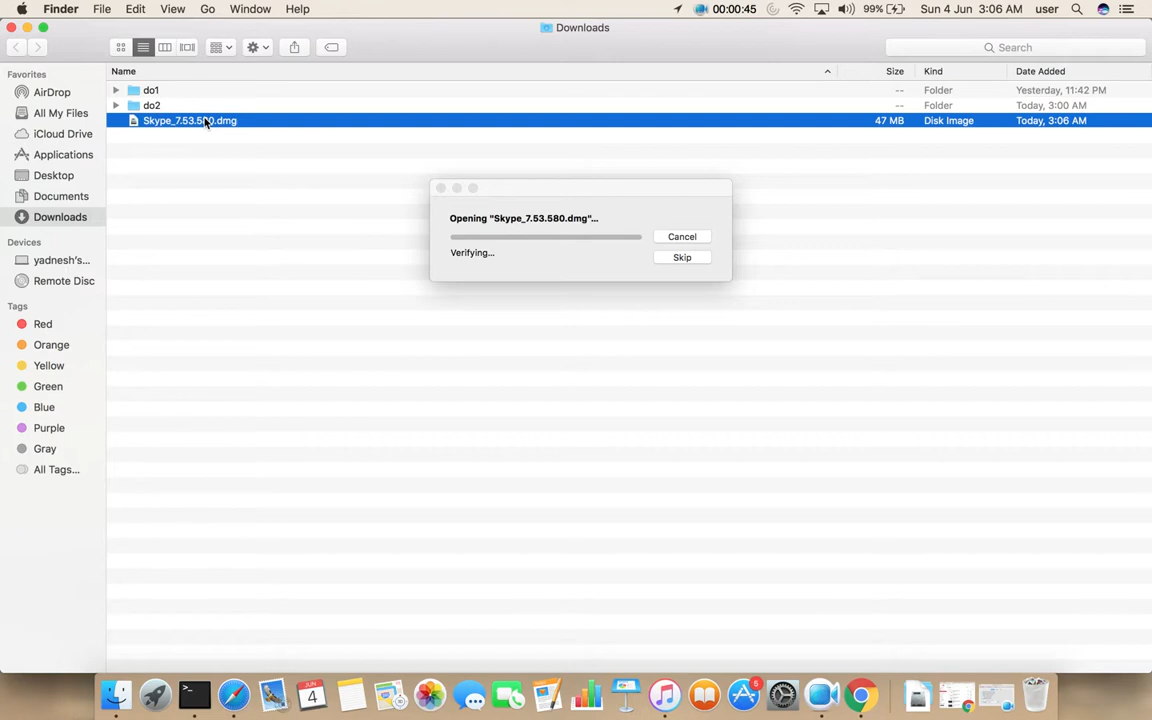 Finder File Edit View Go Window Help 00:00:45 99% Sun 4 Jun 3:06 AM user
Downloads
Search
Favorites
AirDrop
All My Files
iCloud Drive
Applications
Desktop
Documents
Downloads
Devices
yadnesh's...
Remote Disc
Tags
Red
Orange
Yellow
Green
Blue
Purple
Gray
All Tags...
Name Size Kind Date Added
do1 -- Folder Yesterday, 11:42 PM
do2 -- Folder Today, 3:00 AM
Skype_7.53.580.dmg 47 MB Disk Image Today, 3:06 AM
Opening "Skype_7.53.580.dmg"...
Cancel
Verifying...
Skip
JUN
4
5